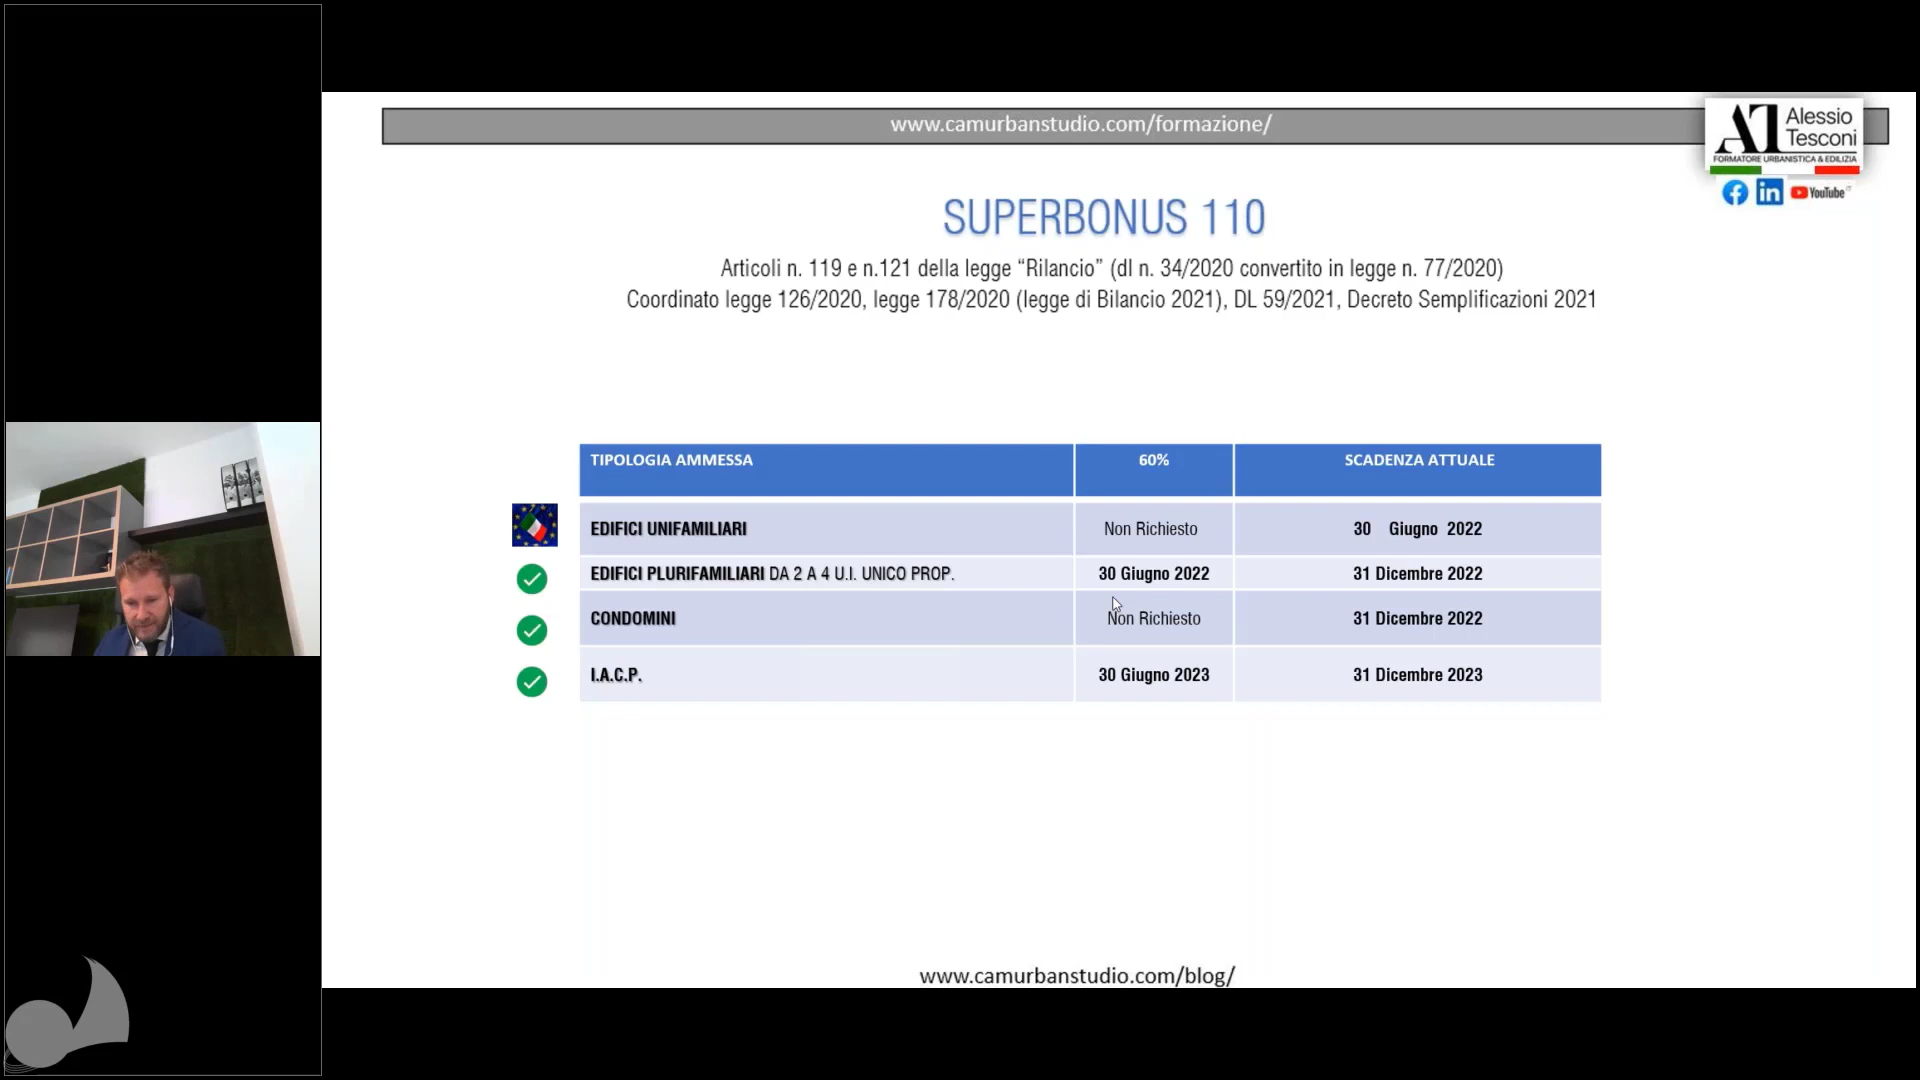 www.camurbanstudio.com/formazione/
Alessio
Tesconi
FORMATORE URBANISTICA & EDILIZIA
YouTube IT
SUPERBONUS 110
Articoli n. 119 e n.121 della legge “Rilancio” (dl n. 34/2020 convertito in legge n. 77/2020)
Coordinato legge 126/2020, legge 178/2020 (legge di Bilancio 2021), DL 59/2021, Decreto Semplificazioni 2021
TIPOLOGIA AMMESSA 60% SCADENZA ATTUALE
EDIFICI UNIFAMILIARI Non Richiesto 30 Giugno 2022
EDIFICI PLURIFAMILIARI DA 2 A 4 U.I. UNICO PROP. 30 Giugno 2022 31 Dicembre 2022
CONDOMINI Non Richiesto 31 Dicembre 2022
I.A.C.P. 30 Giugno 2023 31 Dicembre 2023
www.camurbanstudio.com/blog/